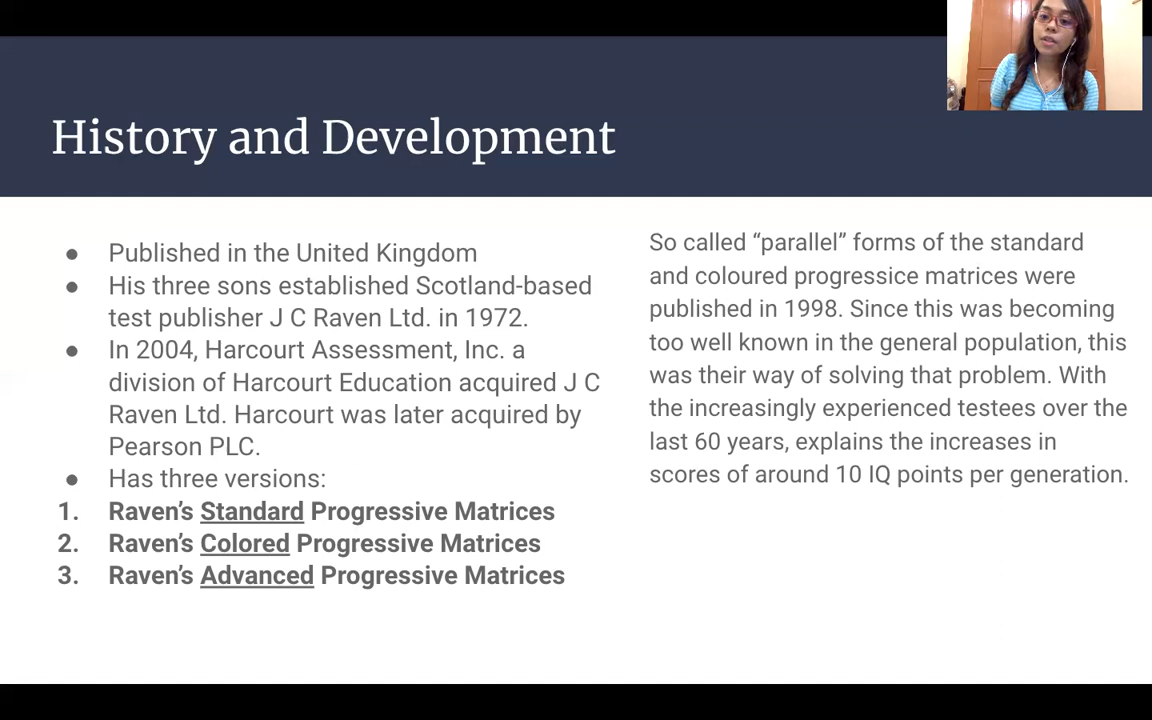 History and Development
● Published in the United Kingdom
● His three sons established Scotland-based
test publisher J C Raven Ltd. in 1972.
● In 2004, Harcourt Assessment, Inc. a
division of Harcourt Education acquired J C
Raven Ltd. Harcourt was later acquired by
Pearson PLC.
● Has three versions:
1. Raven’s Standard Progressive Matrices
2. Raven’s Colored Progressive Matrices
3. Raven’s Advanced Progressive Matrices
So called “parallel” forms of the standard
and coloured progressice matrices were
published in 1998. Since this was becoming
too well known in the general population, this
was their way of solving that problem. With
the increasingly experienced testees over the
last 60 years, explains the increases in
scores of around 10 IQ points per generation.